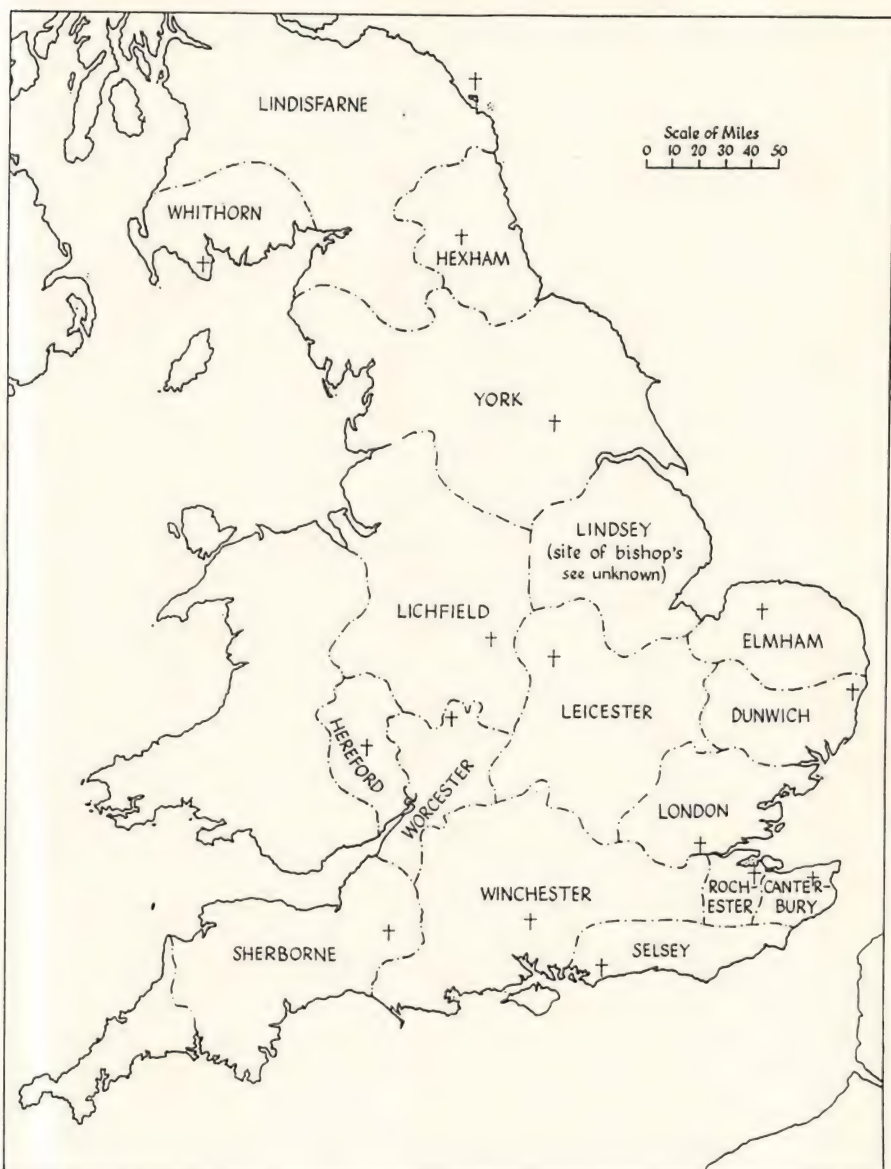 LINDISFARNE
Scale of Miles
0 10 20 30 40 50
WHITHORN
HEXHAM
YORK
LINDSEY
(site of bishop's
see unknown)
LICHFIELD
ELMHAM
LEICESTER
DUNWICH
HEREFORD
WORCESTER
LONDON
WINCHESTER
ROCH-
ESTER
CANTER-
BURY
SHERBORNE
SELSEY